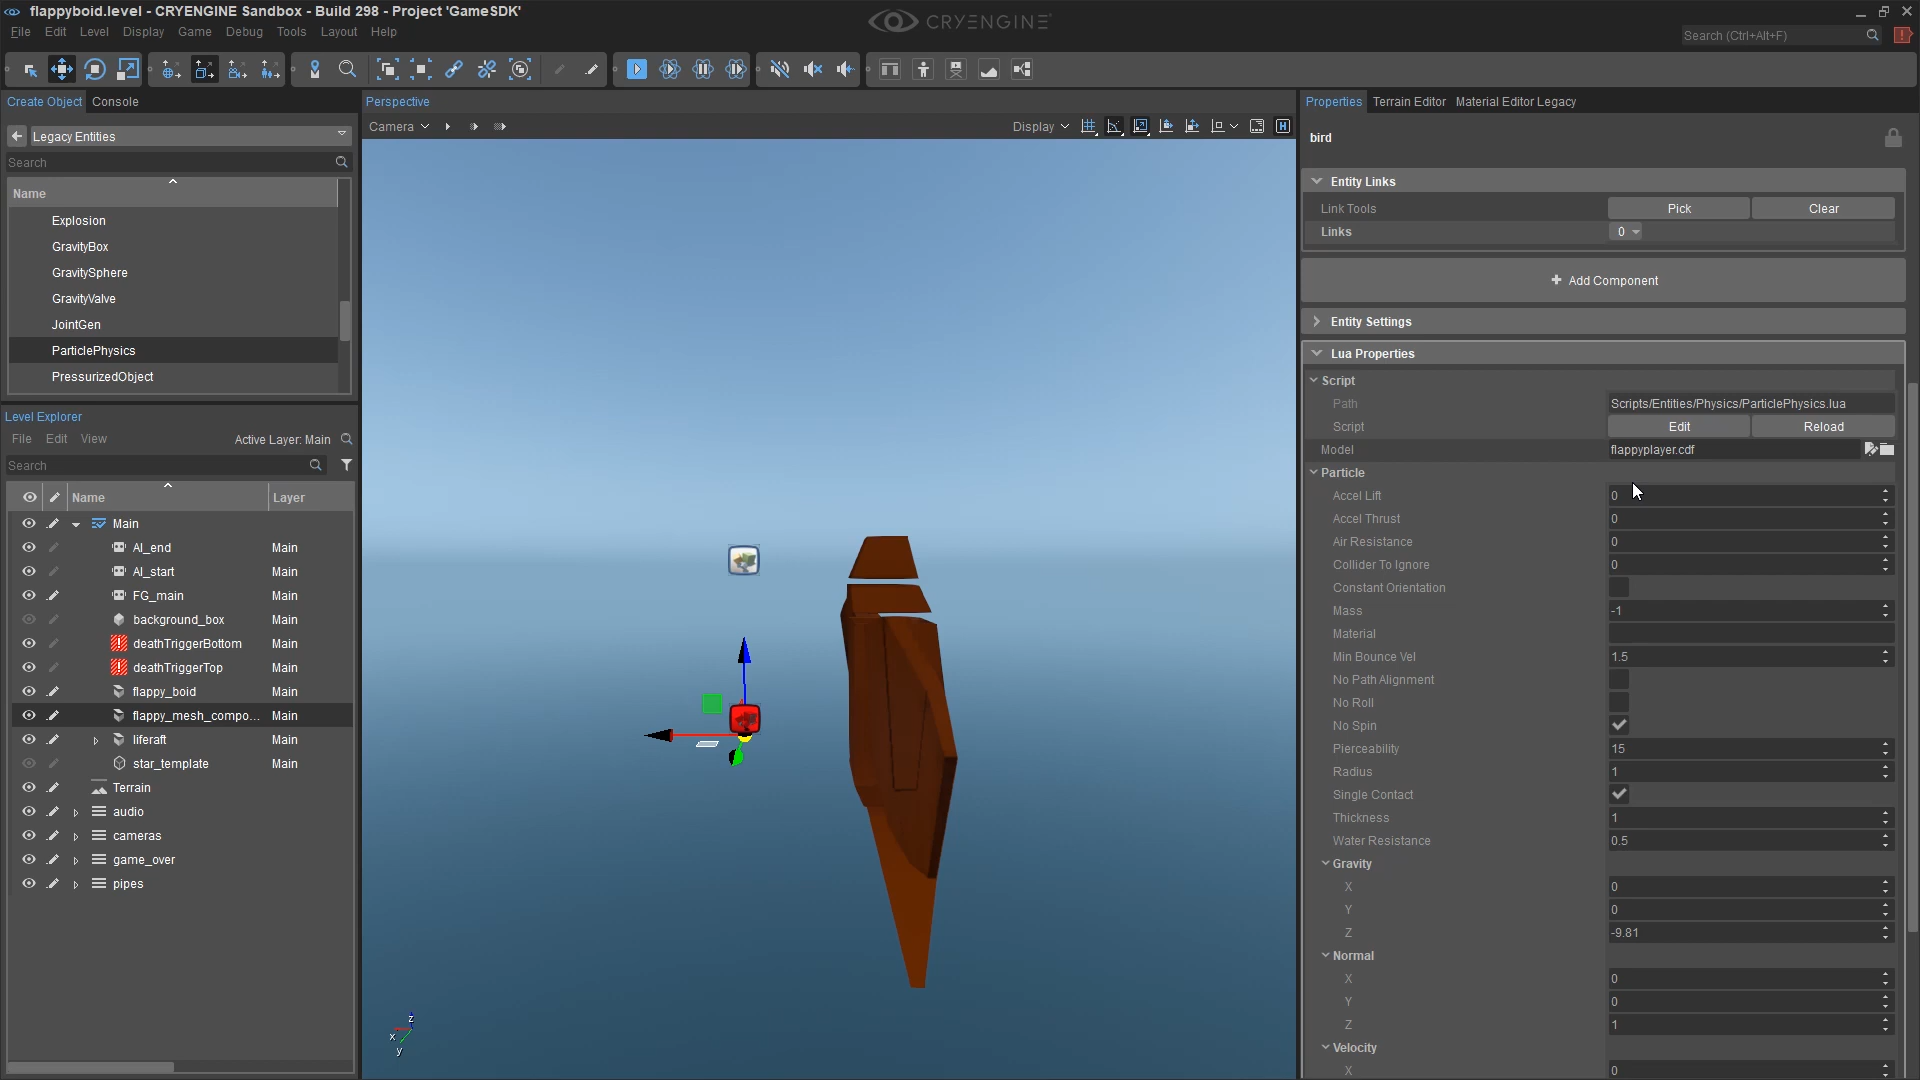 flappyboid.level - CRYENGINE Sandbox - Build 298 - Project 'GameSDK'
CRYENGINE
File Edit Level Display Game Debug Tools Layout Help
Search (Ctrl+Alt+F)
Create Object Console
Legacy Entities
Search
Name
Explosion
GravityBox
GravitySphere
GravityValve
JointGen
ParticlePhysics
PressurizedObject
Level Explorer
File Edit View Active Layer: Main
Search
Name Layer
Main
AI_end Main
AI_start Main
FG_main Main
background_box Main
deathTriggerBottom Main
deathTriggerTop Main
flappy_boid Main
flappy_mesh_compo... Main
liferaft Main
star_template Main
Terrain
audio
cameras
game_over
pipes
Perspective
Camera Display
H
z
x
y
Properties Terrain Editor Material Editor Legacy
bird
Entity Links
Link Tools Pick Clear
Links 0
+ Add Component
Entity Settings
Lua Properties
Script
Path Scripts/Entities/Physics/ParticlePhysics.lua
Script Edit Reload
Model flappyplayer.cdf
Particle
Accel Lift 0
Accel Thrust 0
Air Resistance 0
Collider To Ignore 0
Constant Orientation
Mass -1
Material
Min Bounce Vel 1.5
No Path Alignment
No Roll
No Spin
Pierceability 15
Radius 1
Single Contact
Thickness 1
Water Resistance 0.5
Gravity
X 0
Y 0
Z -9.81
Normal
X 0
Y 0
Z 1
Velocity
X 0